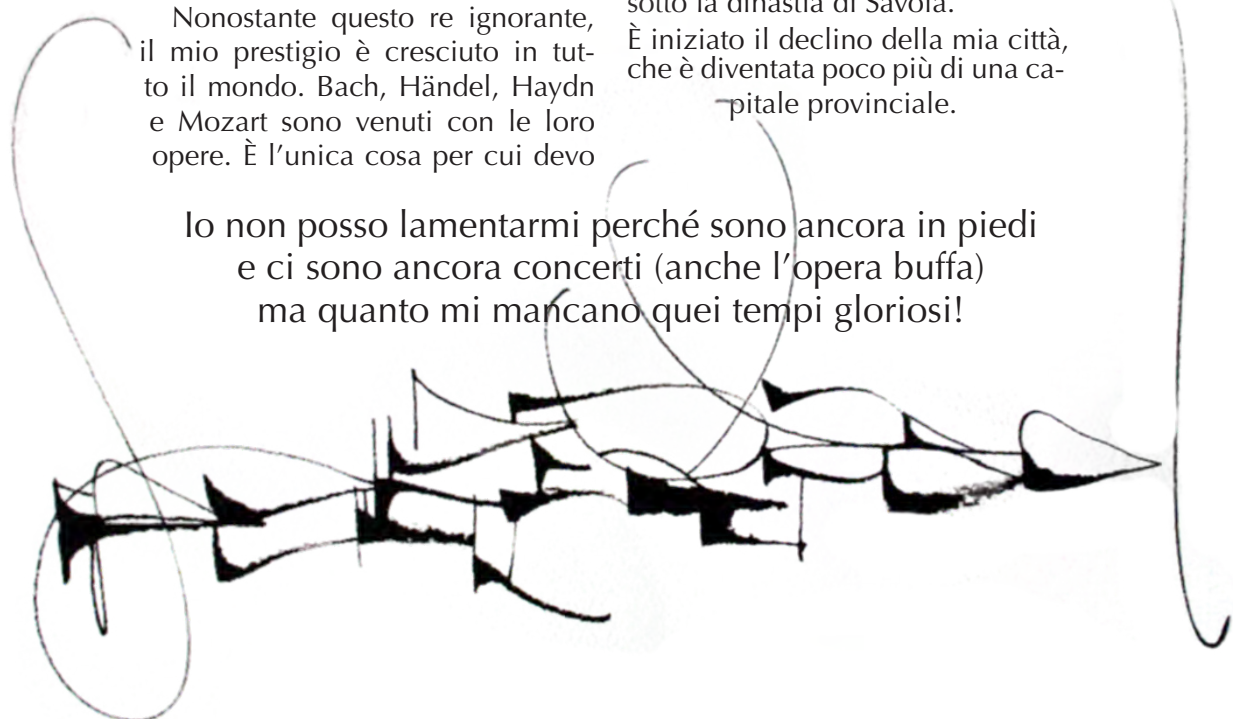 Nonostante questo re ignorante,
il mio prestigio è cresciuto in tut-
to il mondo. Bach, Händel, Haydn
e Mozart sono venuti con le loro
opere. È l'unica cosa per cui devo
sotto la dinastia di Savoia.
È iniziato il declino della mia città,
che è diventata poco più di una ca-
pitale provinciale.
Io non posso lamentarmi perché sono ancora in piedi
e ci sono ancora concerti (anche l'opera buffa)
ma quanto mi mancano quei tempi gloriosi!